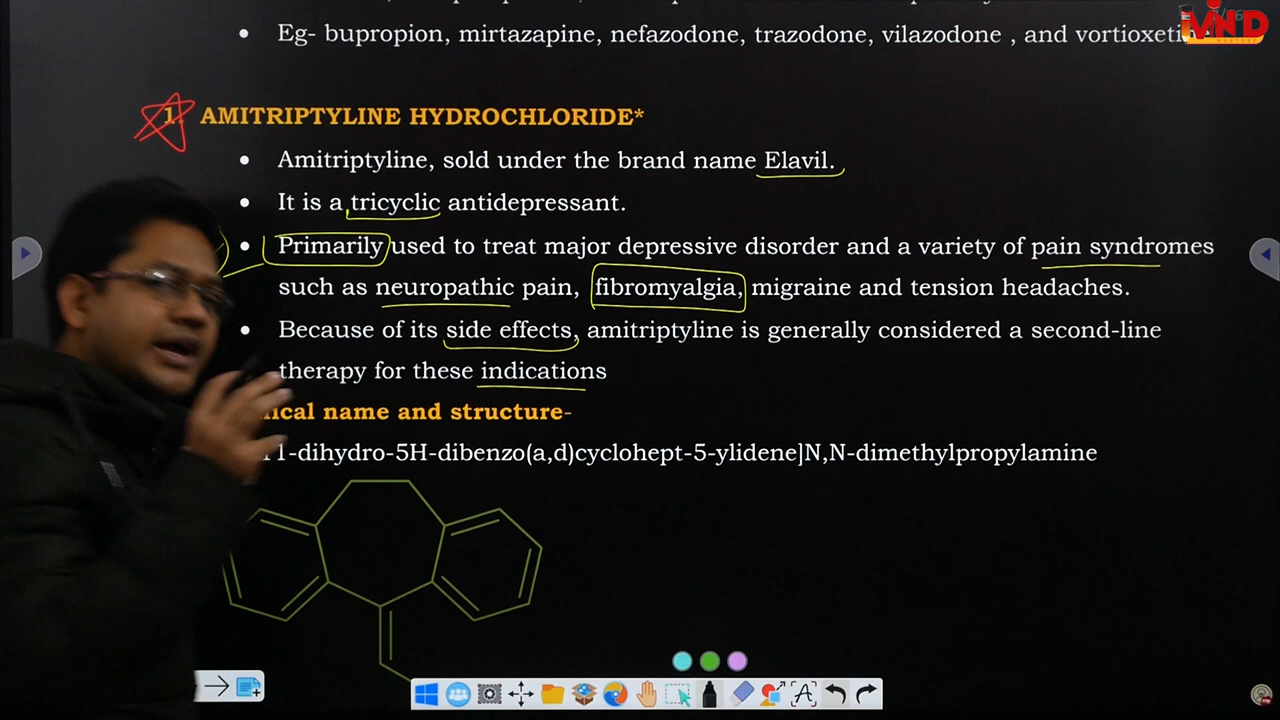 Eg- bupropion, mirtazapine, nefazodone, trazodone, vilazodone , and
1. AMITRIPTYLINE HYDROCHLORIDE*
Amitriptyline, sold under the brand name Elavil.
It is a tricyclic antidepressant.
Primarily used to treat major depressive disorder and a variety of pain syndromes
such as neuropathic pain, fibromyalgia, migraine and tension headaches.
Because of its side effects, amitriptyline is generally considered a second-line
therapy for these indications
name and structure-
11-dihydro-5H-dibenzo(a,d)cyclohept-5-ylidene]N,N-dimethylpropylamine